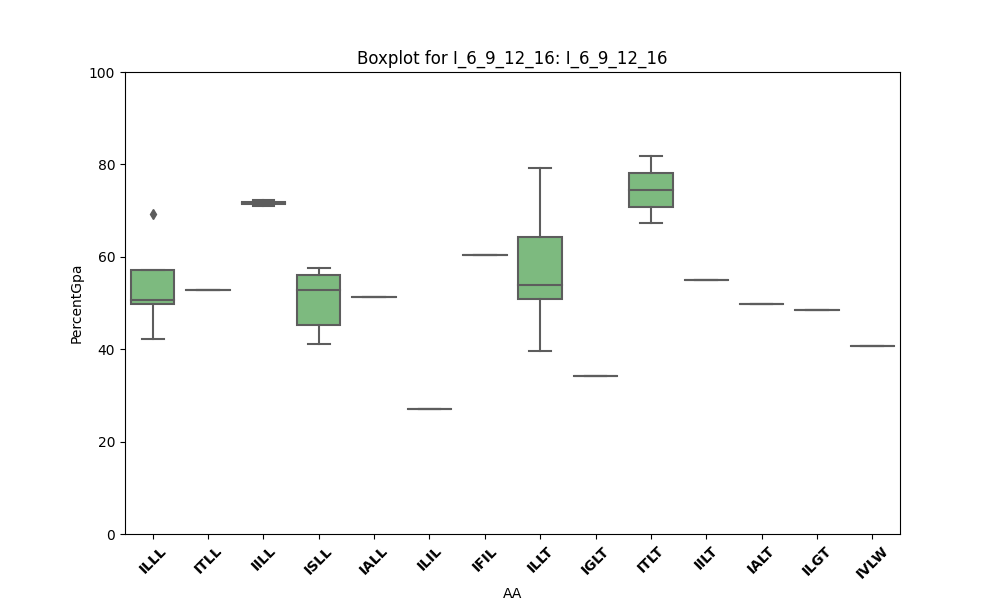 Boxplot for I_6_9_12_16: I_6_9_12_16
PercentGpa
100
80
60
40
20
0
ILLL ITLL IILL ISLL IALL ILIL IFIL ILLT IGLT ITLT IILT IALT ILGT IVLW
AA